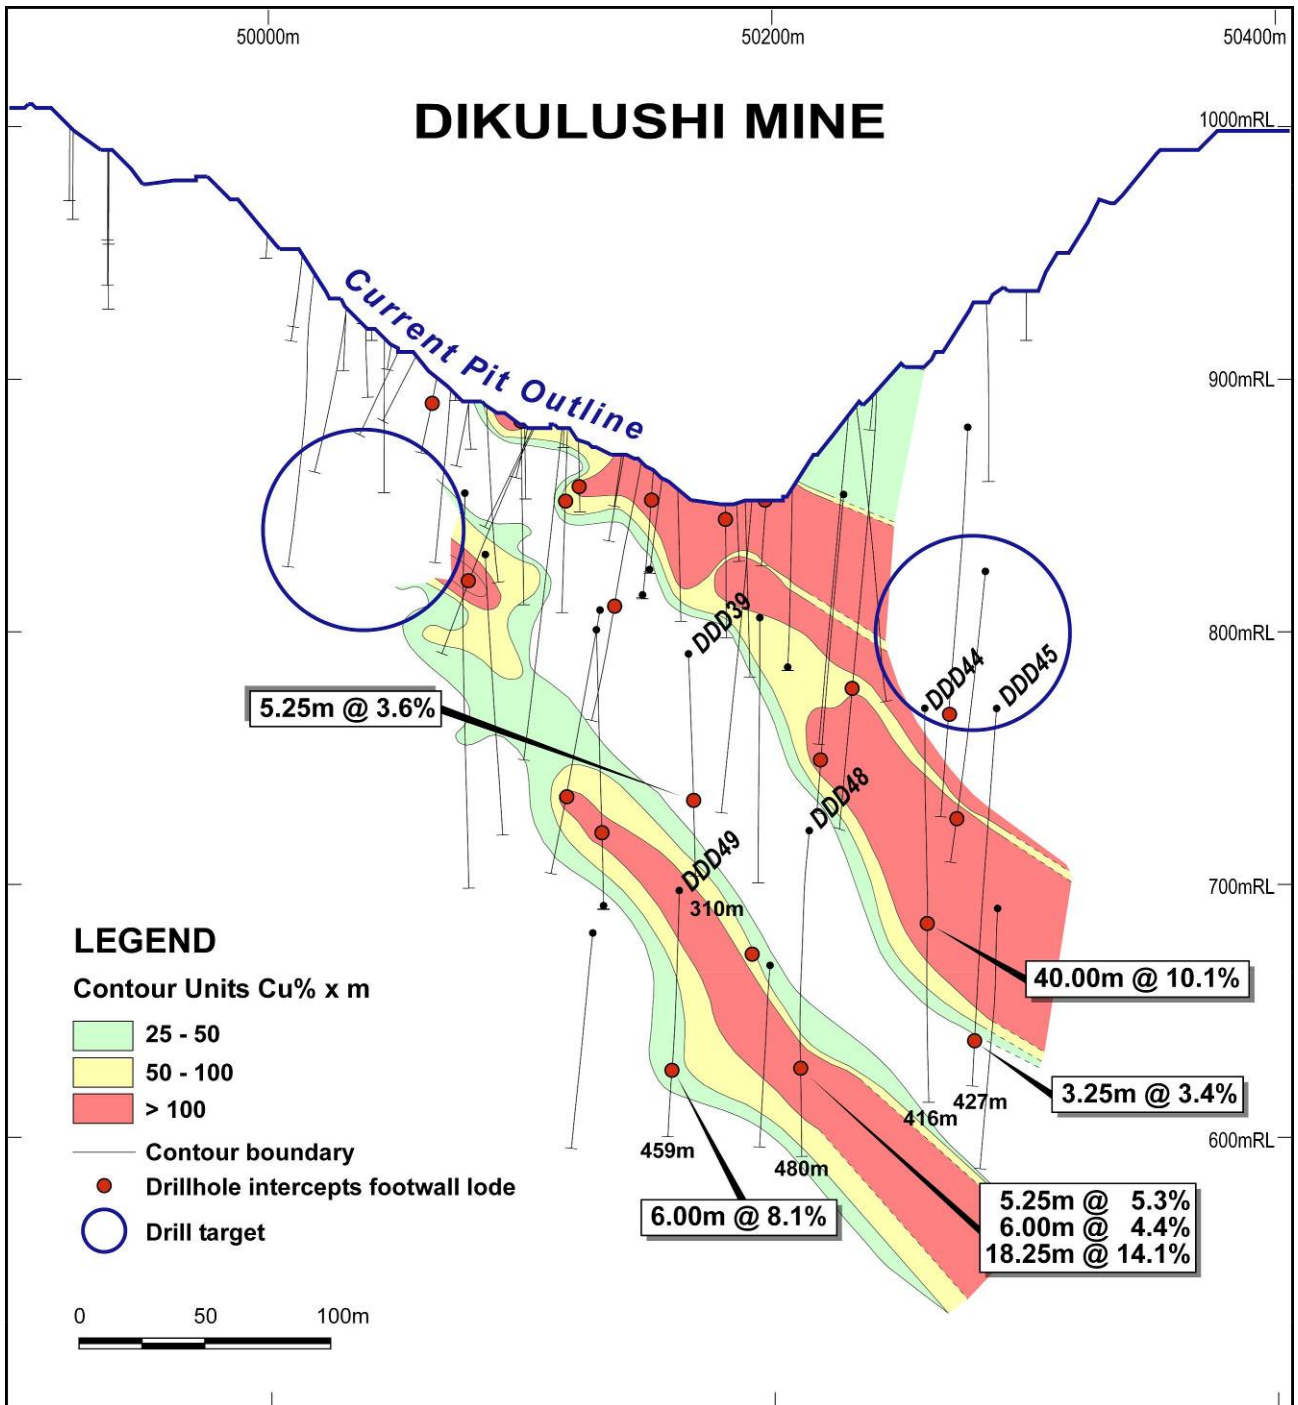 50000m
50200m
50400m
DIKULUSHI MINE
1000mRL
Current Pit Outline
900mRL
800mRL
DDD39
DDD44
DDD45
5.25m @ 3.6%
DDD48
DDD49
310m
700mRL
LEGEND
Contour Units Cu% x m
25 - 50
50 - 100
> 100
Contour boundary
Drillhole intercepts footwall lode
Drill target
40.00m @ 10.1%
3.25m @ 3.4%
427m
416m
600mRL
459m
480m
6.00m @ 8.1%
5.25m @ 5.3%
6.00m @ 4.4%
18.25m @ 14.1%
0 50 100m